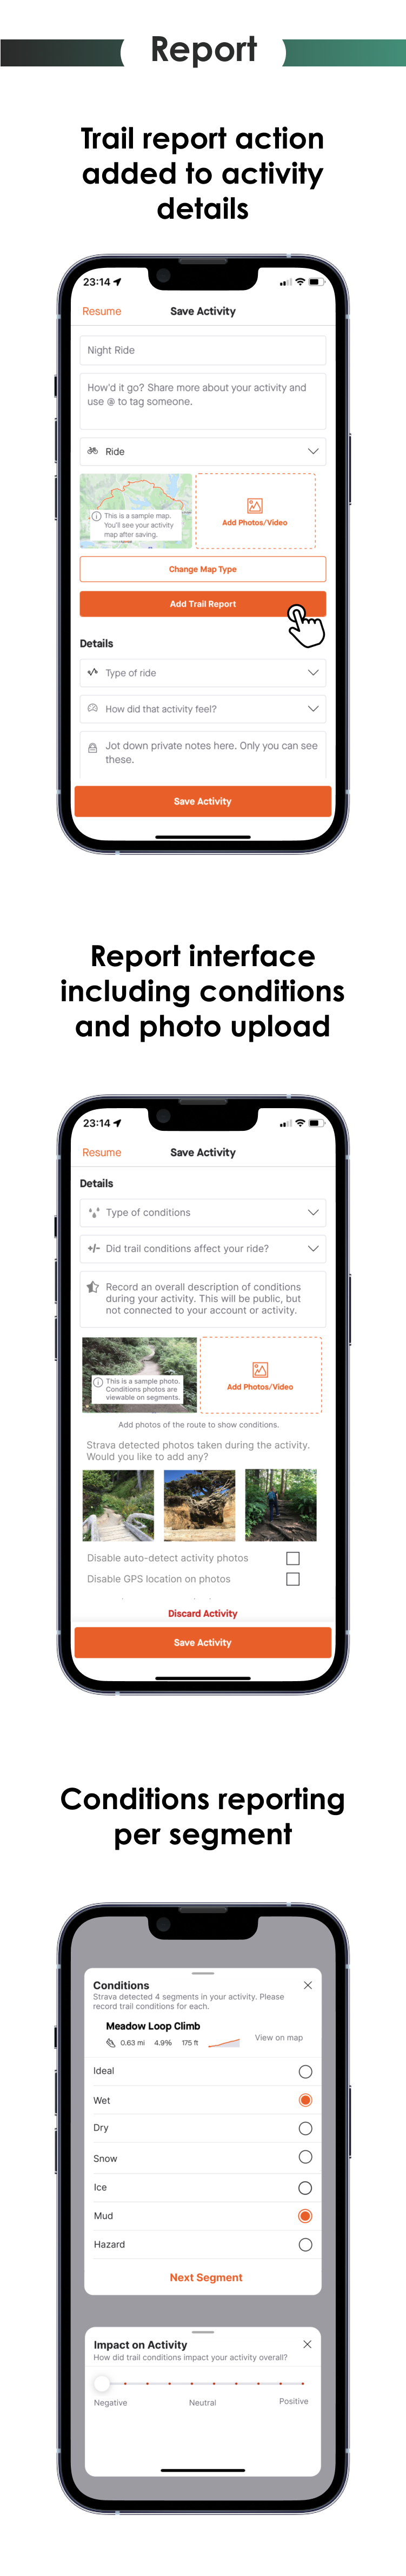 Report
Trail report action
added to activity
details
23:14
Resume
Save Activity
Night Ride
How'd it go? Share more about your activity and
use @ to tag someone.
Ride
This is a sample map.
You'll see your activity
map after saving.
Add Photos/Video
Change Map Type
Add Trail Report
Details
Type of ride
How did that activity feel?
Jot down private notes here. Only you can see
these.
Save Activity
Report interface
including conditions
and photo upload
23:14
Resume
Save Activity
Details
Type of conditions
+/- Did trail conditions affect your ride?
Record an overall description of conditions
during your activity. This will be public, but
not connected to your account or activity.
This is a sample photo.
Conditions photos are
viewable on segments.
Add Photos/Video
Add photos of the route to show conditions.
Strava detected photos taken during the activity.
Would you like to add any?
Disable auto-detect activity photos
Disable GPS location on photos
Discard Activity
Save Activity
Conditions reporting
per segment
Conditions
Strava detected 4 segments in your activity. Please
record trail conditions for each.
Meadow Loop Climb
0.63 mi 4.9% 175 ft
View on map
Ideal
Wet
Dry
Snow
Ice
Mud
Hazard
Next Segment
Impact on Activity
How did trail conditions impact your activity overall?
Negative Neutral Positive